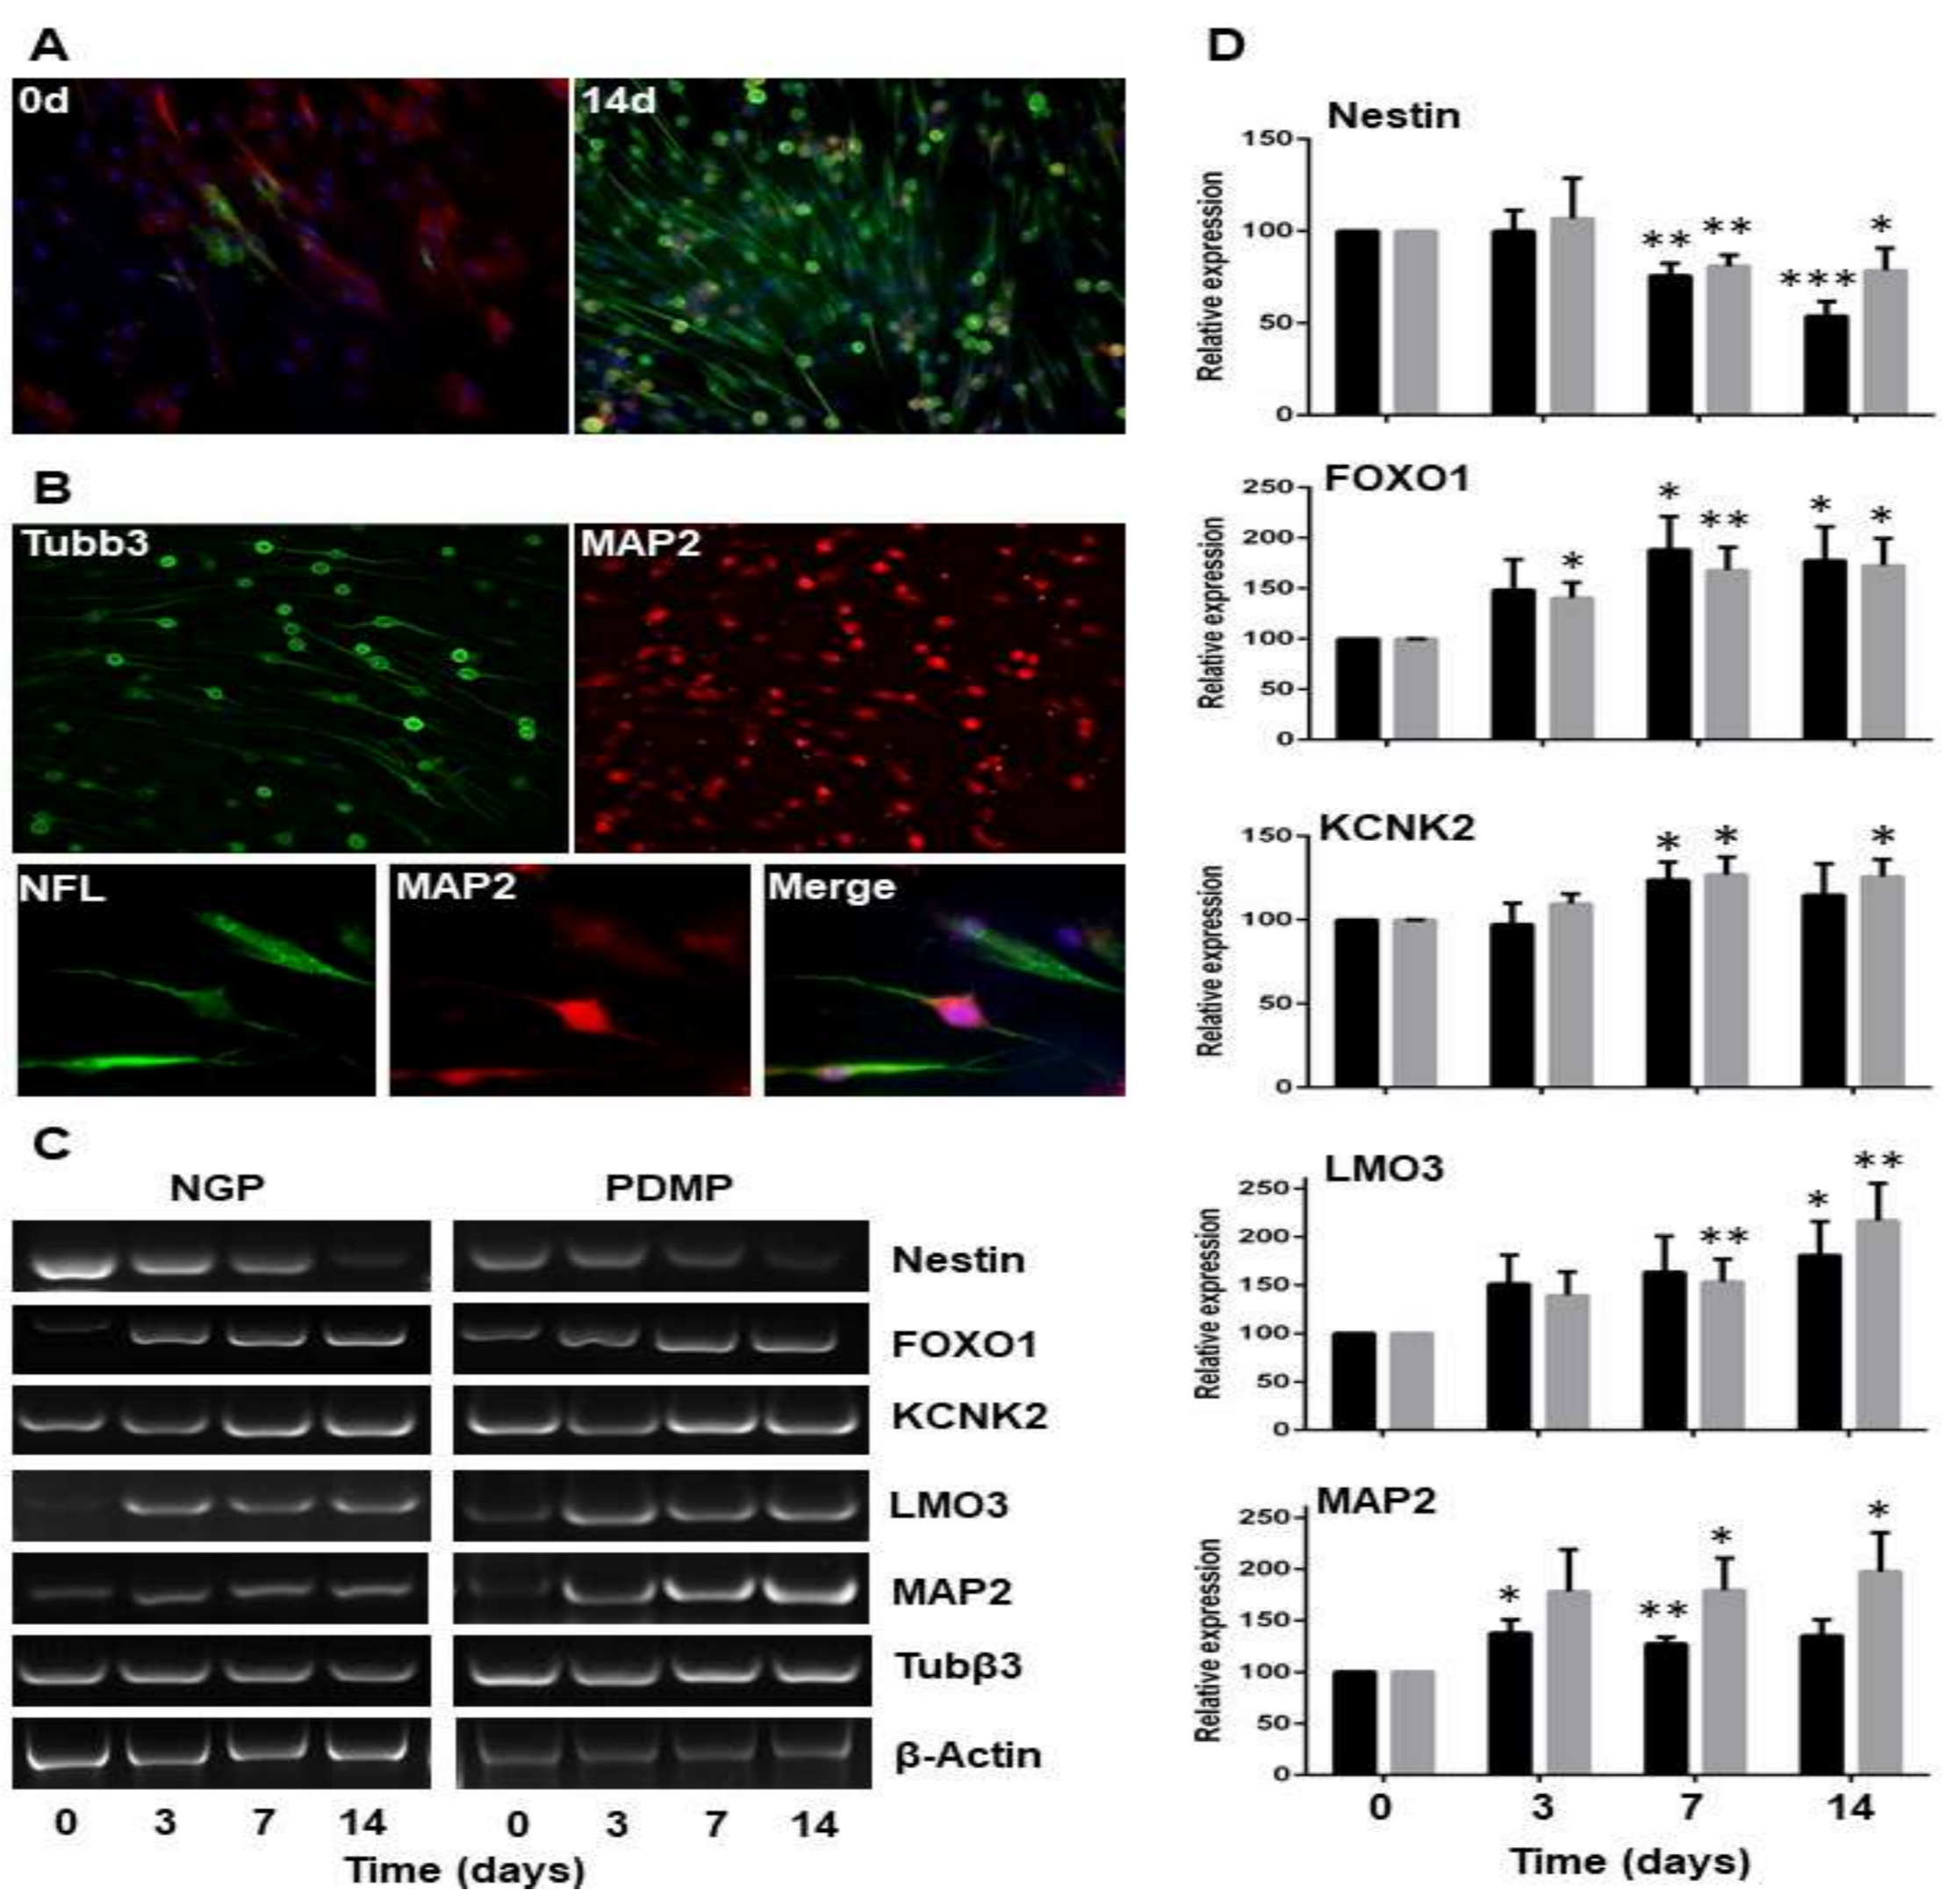 A
0d
14d
B
Tubb3
MAP2
NFL
MAP2
Merge
C
NGP
PDMP
Nestin
FOXO1
KCNK2
LMO3
MAP2
Tubβ3
β-Actin
0 3 7 14
0 3 7 14
Time (days)
D
Nestin
Relative expression
150
100
50
0
** ** *** *
FOXO1
Relative expression
250
200
150
100
50
0
* * ** * *
KCNK2
Relative expression
150
100
50
0
* * *
LMO3
Relative expression
250
200
150
100
50
0
** * **
MAP2
Relative expression
250
200
150
100
50
0
* ** * *
0 3 7 14
Time (days)